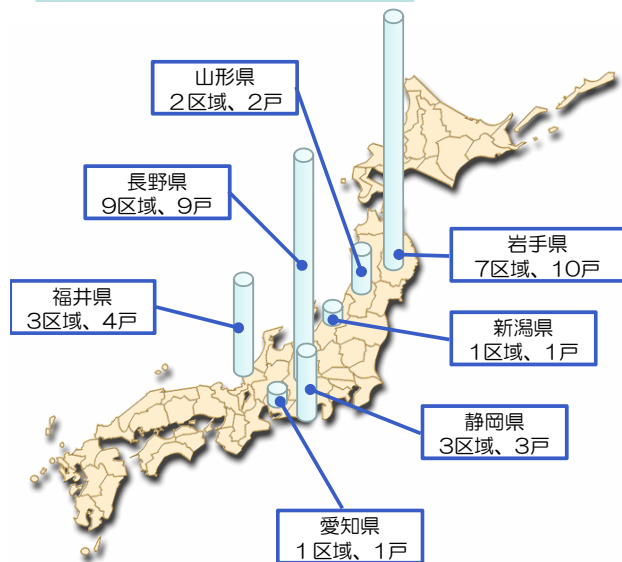 山形県
２区域、２戸
長野県
９区域、９戸
岩手県
７区域、１０戸
福井県
３区域、４戸
新潟県
１区域、１戸
静岡県
３区域、３戸
愛知県
１区域、１戸